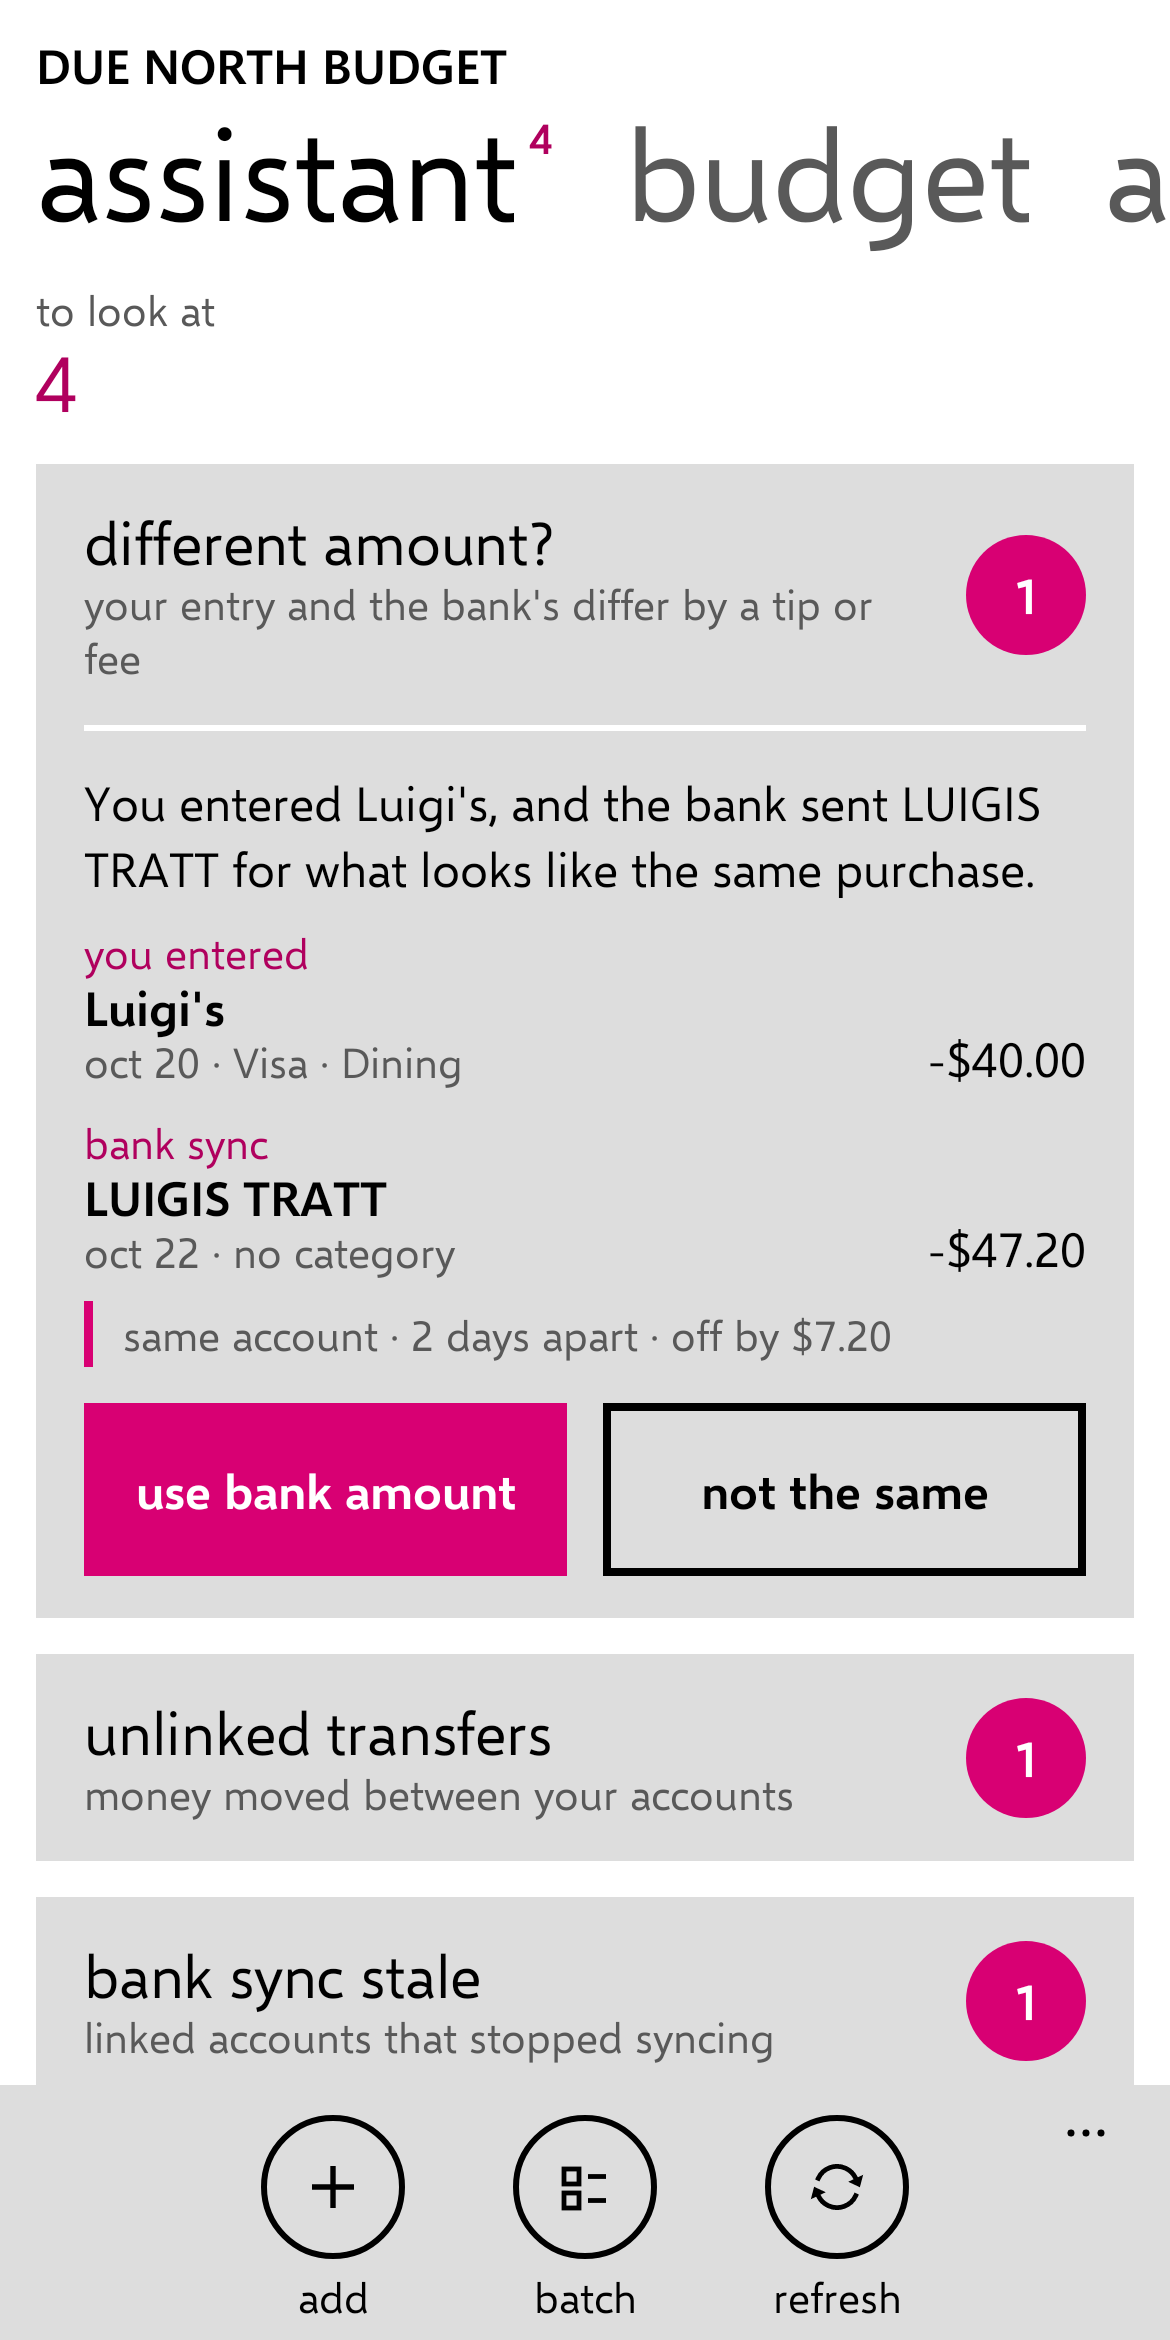 DUE NORTH BUDGET
assistant 4 budget a
to look at
4
different amount?
your entry and the bank's differ by a tip or
fee
1
You entered Luigi's, and the bank sent LUIGIS
TRATT for what looks like the same purchase.
you entered
Luigi's
oct 20 · Visa · Dining -$40.00
bank sync
LUIGIS TRATT
oct 22 · no category -$47.20
same account · 2 days apart · off by $7.20
use bank amount not the same
unlinked transfers
money moved between your accounts
1
bank sync stale
linked accounts that stopped syncing
1
...
add batch refresh